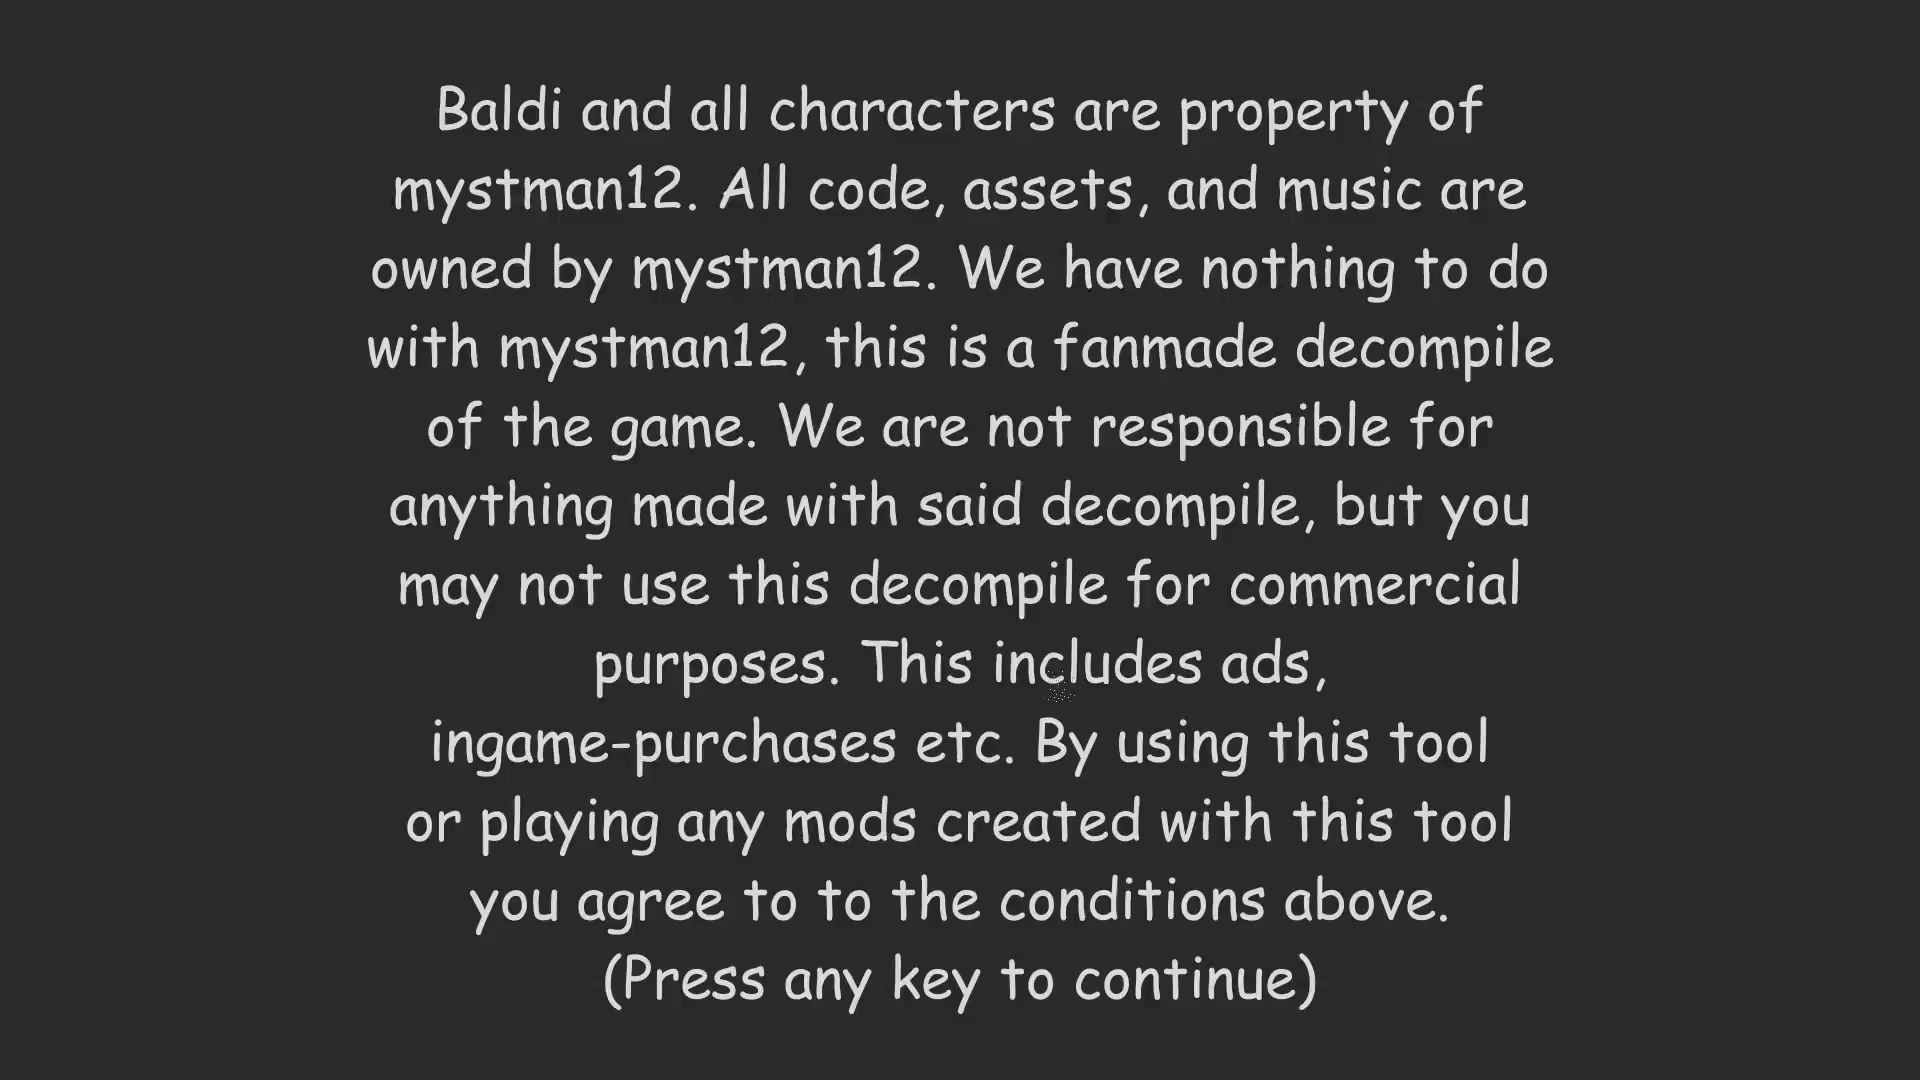 Baldi and all characters are property of
mystman12. All code, assets, and music are
owned by mystman12. We have nothing to do
with mystman12, this is a fanmade decompile
of the game. We are not responsible for
anything made with said decompile, but you
may not use this decompile for commercial
purposes. This includes ads,
ingame-purchases etc. By using this tool
or playing any mods created with this tool
you agree to to the conditions above.
(Press any key to continue)